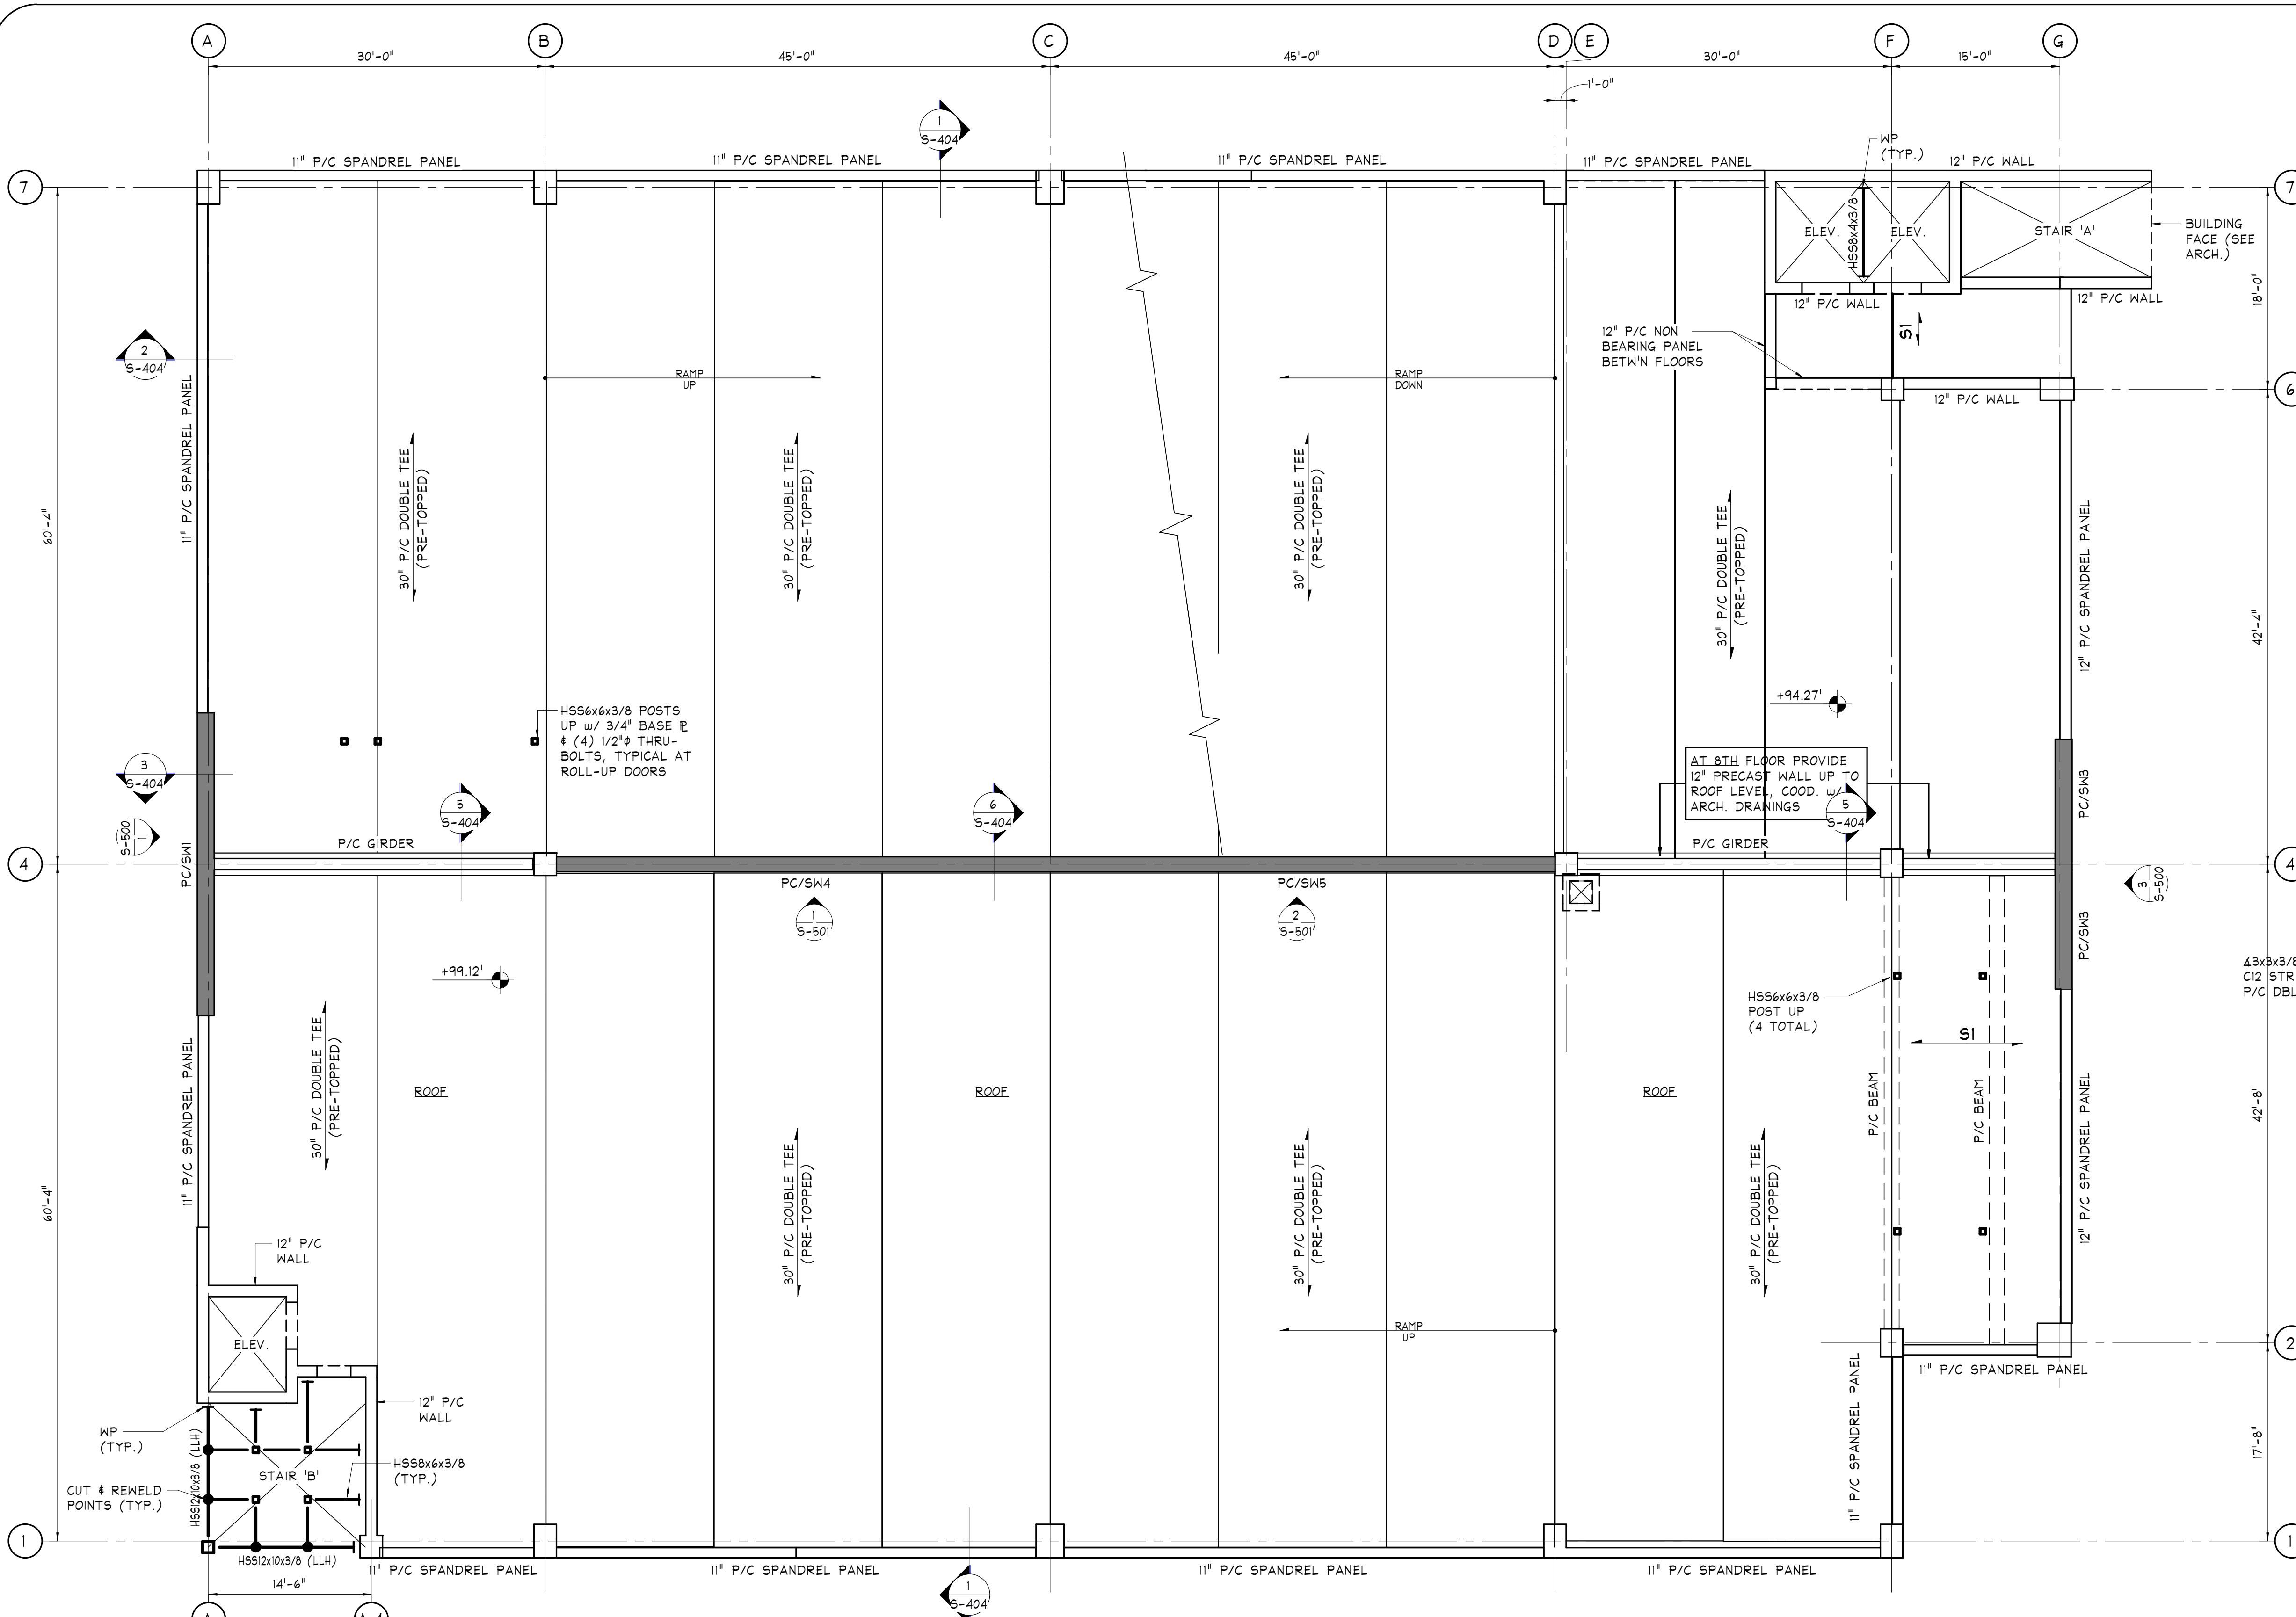 A
B
C
D
E
F
G
30'-0"
45'-0"
45'-0"
30'-0"
15'-0"
1'-0"
1
S-404
11" P/C SPANDREL PANEL
11" P/C SPANDREL PANEL
11" P/C SPANDREL PANEL
11" P/C SPANDREL PANEL
WP
(TYP.)
12" P/C WALL
7
7
ELEV.
HSS8x4x3/8
ELEV.
STAIR 'A'
BUILDING
FACE (SEE
ARCH.)
12" P/C WALL
12" P/C WALL
18'-0"
2
S-404
12" P/C NON
BEARING PANEL
BETW'N FLOORS
S1
RAMP
UP
RAMP
DOWN
12" P/C WALL
6
11" P/C SPANDREL PANEL
60'-4"
30" P/C DOUBLE TEE
(PRE-TOPPED)
30" P/C DOUBLE TEE
(PRE-TOPPED)
30" P/C DOUBLE TEE
(PRE-TOPPED)
30" P/C DOUBLE TEE
(PRE-TOPPED)
12" P/C SPANDREL PANEL
42'-4"
+94.27'
HSS6x6x3/8 POSTS
UP w/ 3/4" BASE PL
& (4) 1/2"Φ THRU-
BOLTS, TYPICAL AT
ROLL-UP DOORS
AT 8TH FLOOR PROVIDE
12" PRECAST WALL UP TO
ROOF LEVEL, COOD. w/
ARCH. DRAWINGS
3
S-404
5
S-404
6
S-404
5
S-404
PC/SW3
1
S-500
P/C GIRDER
P/C GIRDER
4
4
PC/SW1
PC/SW4
PC/SW5
3
S-500
1
S-501
2
S-501
PC/SW3
+99.12'
∠3x3x3/8
C12 STR
P/C DBL
HSS6x6x3/8
POST UP
(4 TOTAL)
S1
30" P/C DOUBLE TEE
(PRE-TOPPED)
ROOF
ROOF
ROOF
P/C BEAM
P/C BEAM
11" P/C SPANDREL PANEL
12" P/C SPANDREL PANEL
42'-8"
60'-4"
30" P/C DOUBLE TEE
(PRE-TOPPED)
30" P/C DOUBLE TEE
(PRE-TOPPED)
30" P/C DOUBLE TEE
(PRE-TOPPED)
12" P/C
WALL
ELEV.
RAMP
UP
2
11" P/C SPANDREL PANEL
11" P/C SPANDREL PANEL
12" P/C
WALL
WP
(TYP.)
17'-8"
HSS12x10x3/8 (LLH)
HSS8x6x3/8
(TYP.)
STAIR 'B'
CUT & REWELD
POINTS (TYP.)
1
1
HSS12x10x3/8 (LLH)
11" P/C SPANDREL PANEL
11" P/C SPANDREL PANEL
11" P/C SPANDREL PANEL
11" P/C SPANDREL PANEL
14'-6"
1
S-404
A